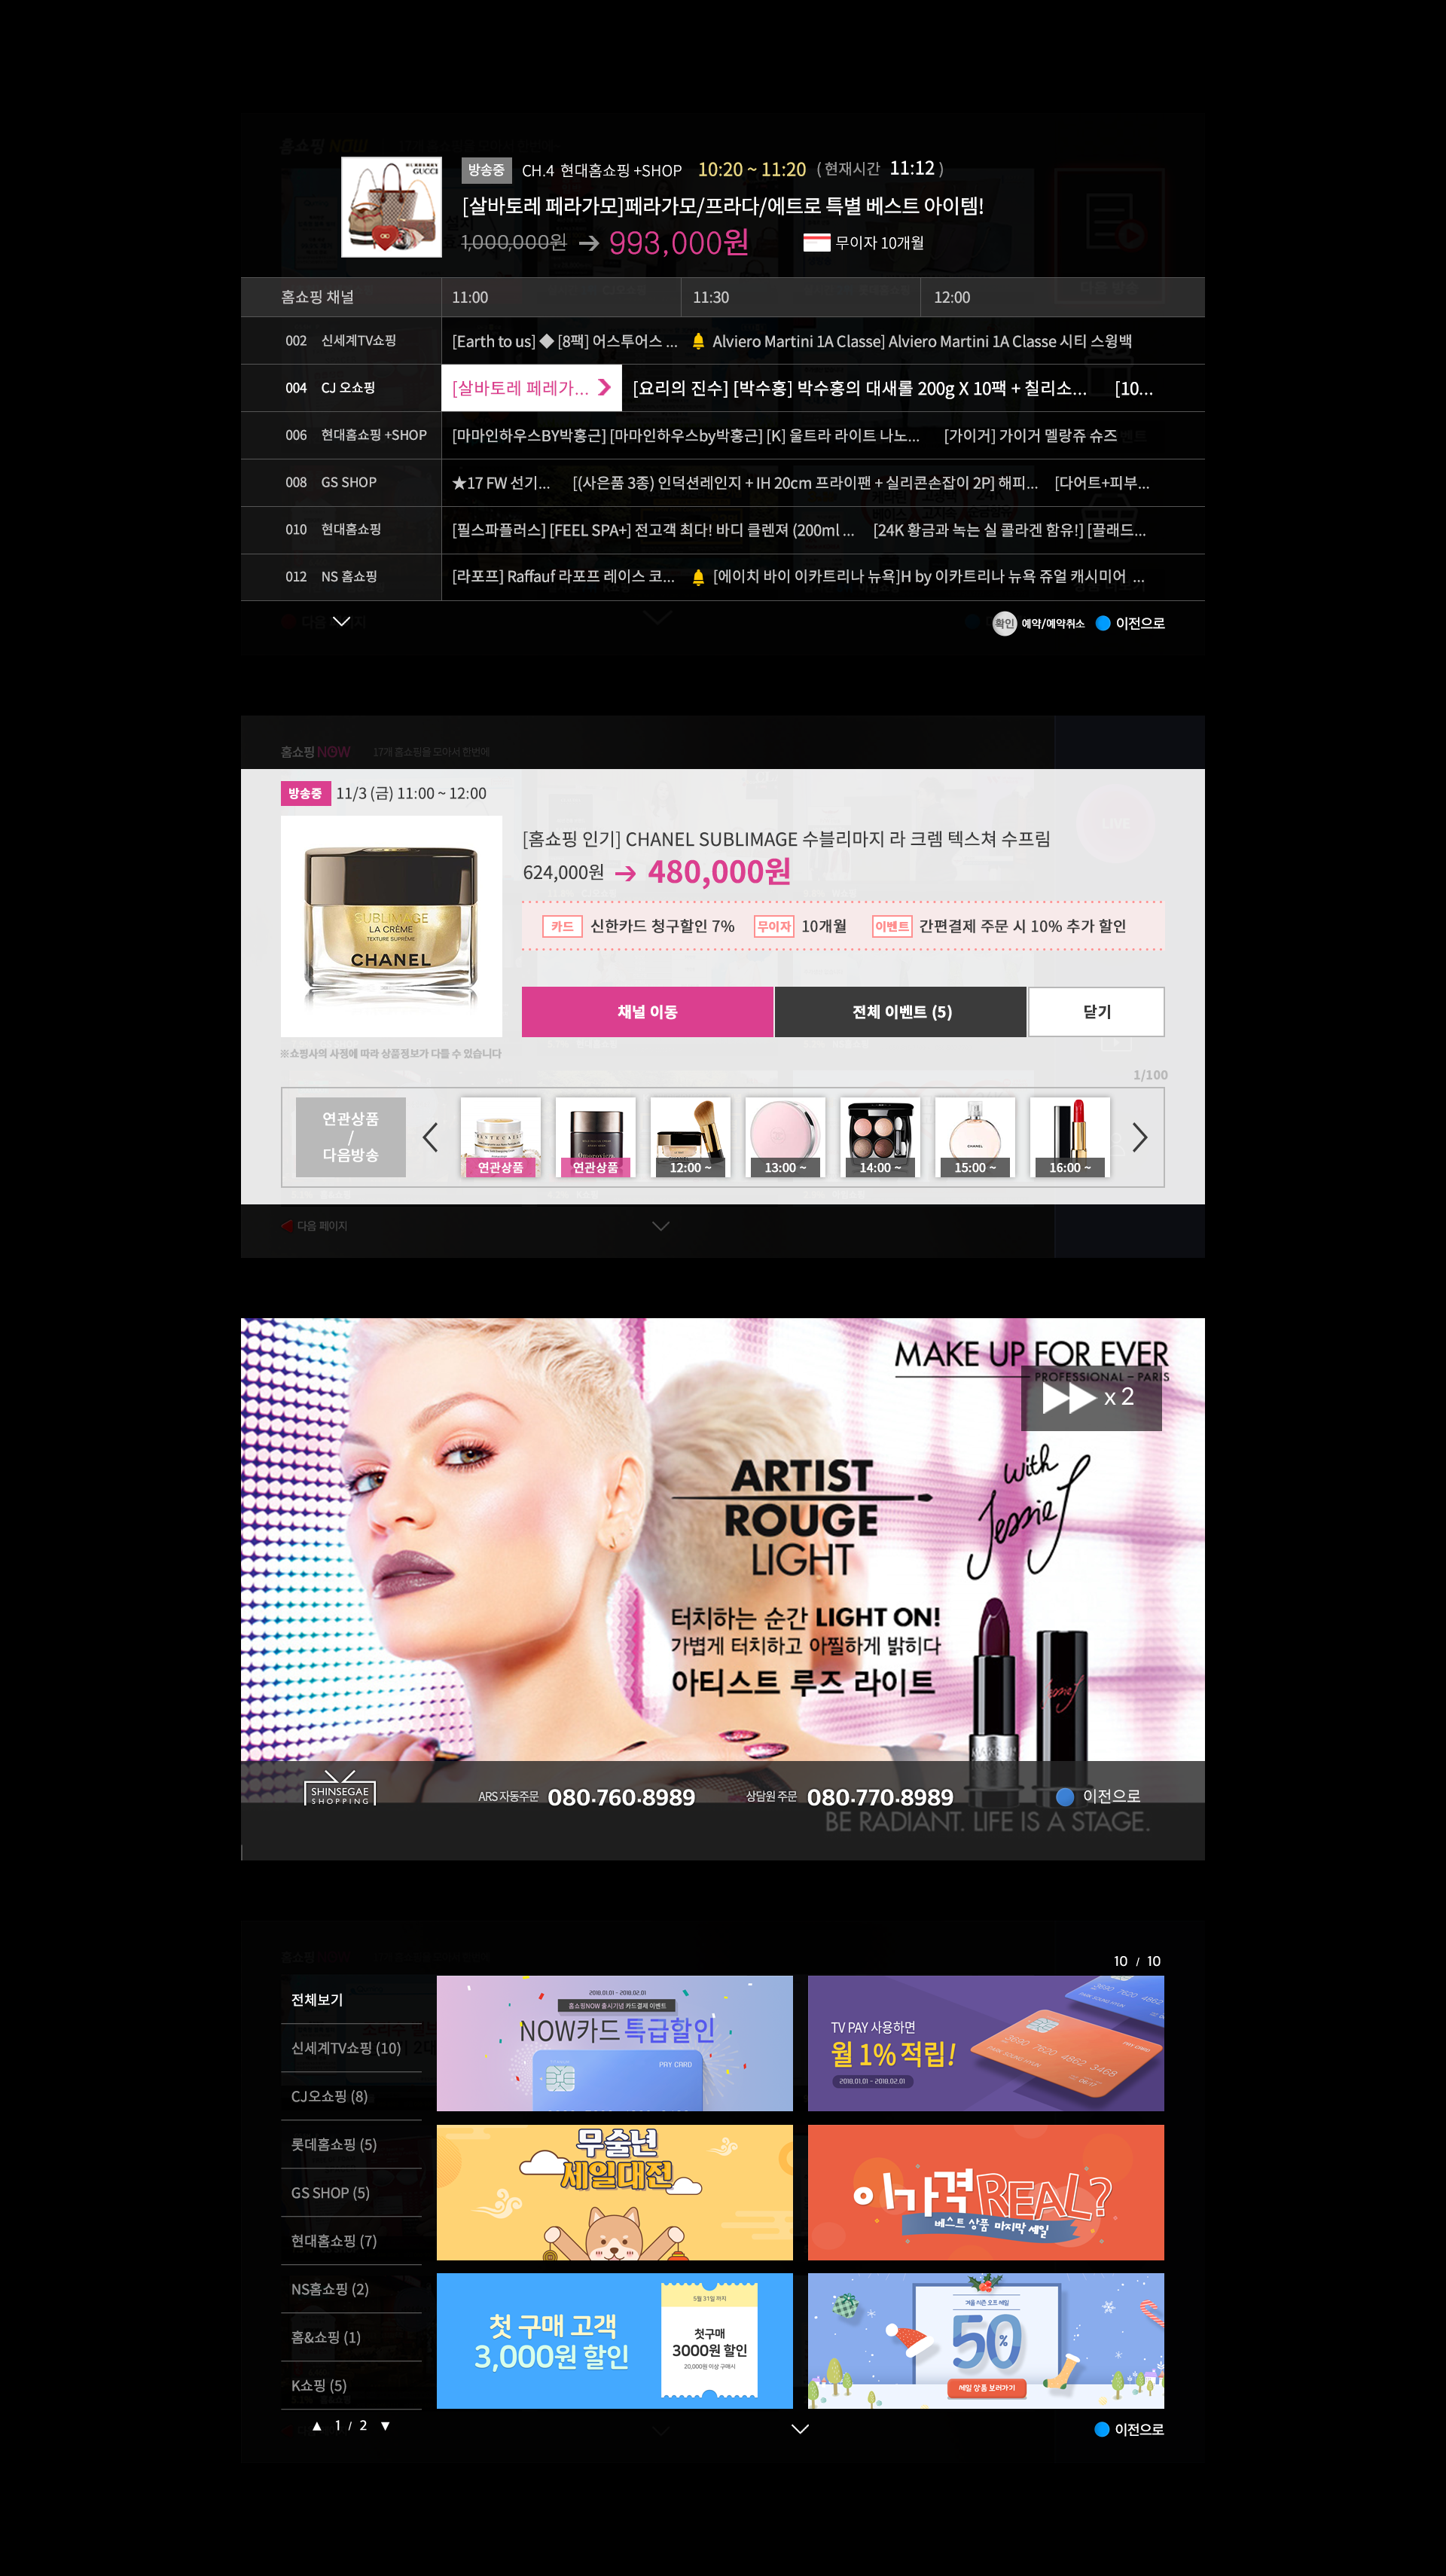 홈쇼핑 NOW
GUCCI
방송중 CH.4 현대홈쇼핑 +SHOP 10:20 ~ 11:20 ( 현재시간 11:12 )
[살바토레 페라가모]페라가모/프라다/에트로 특별 베스트 아이템!
1,000,000원 → 993,000원 무이자 10개월
홈쇼핑 채널 11:00 11:30 12:00
002 신세계TV쇼핑 [Earth to us] ◆ [8팩] 어스투어스 ... Alviero Martini 1A Classe] Alviero Martini 1A Classe 시티 스윙백
004 CJ 오쇼핑 [살바토레 페레가... [요리의 진수] [박수홍] 박수홍의 대새롤 200g X 10팩 + 칠리소... [10...
006 현대홈쇼핑 +SHOP [마마인하우스BY박홍근] [마마인하우스by박홍근] [K] 울트라 라이트 나노... [가이거] 가이거 멜랑쥬 슈즈
008 GS SHOP ★17 FW 선기... [(사은품 3종) 인덕션레인지 + IH 20cm 프라이팬 + 실리콘손잡이 2P] 해피... [다어트+피부...
010 현대홈쇼핑 [필스파플러스] [FEEL SPA+] 전고객 최다! 바디 클렌져 (200ml ... [24K 황금과 녹는 실 콜라겐 함유!] [끌래드...
012 NS 홈쇼핑 [라포프] Raffauf 라포프 레이스 코... [에이치 바이 이카트리나 뉴욕]H by 이카트리나 뉴욕 쥬얼 캐시미어 ...
확인 예약/예약취소 이전으로
홈쇼핑 NOW 17개 홈쇼핑을 모아서 한번에
방송중 11/3 (금) 11:00 ~ 12:00
LIVE
[홈쇼핑 인기] CHANEL SUBLIMAGE 수블리마지 라 크렘 텍스쳐 수프림
624,000원 → 480,000원
SUBLIMAGE
LA CRÈME
TEXTURE SUPRÊME
CHANEL
카드 신한카드 청구할인 7% 무이자 10개월 이벤트 간편결제 주문 시 10% 추가 할인
채널 이동 전체 이벤트 (5) 닫기
※쇼핑사의 사정에 따라 상품정보가 다를 수 있습니다
1/100
연관상품
/
다음방송
연관상품 연관상품 12:00 ~ 13:00 ~ 14:00 ~ 15:00 ~ 16:00 ~
다음 페이지
MAKE UP FOR EVER
PROFESSIONAL – PARIS
x 2
ARTIST
ROUGE
LIGHT
with
Jessie J
터치하는 순간 LIGHT ON!
가볍게 터치하고 아찔하게 밝히다
아티스트 루즈 라이트
SHINSEGAE
SHOPPING
ARS 자동주문 080·760·8989 상담원 주문 080·770·8989 이전으로
BE RADIANT. LIFE IS A STAGE.
10 / 10
전체보기
신세계TV쇼핑 (10)
CJ오쇼핑 (8)
롯데홈쇼핑 (5)
GS SHOP (5)
현대홈쇼핑 (7)
NS홈쇼핑 (2)
홈&쇼핑 (1)
K쇼핑 (5)
▲ 1 / 2 ▼
2018.01.01 - 2018.02.01
홈쇼핑NOW 출시기념 카드결제 이벤트
NOW카드 특급할인
PAY CARD
TV PAY 사용하면
월 1% 적립!
2018.01.01 - 2018.02.01
PAY CARD
2690 7620 4862 3468
무술년
세일대전
이가격REAL?
베스트 상품 마지막 세일
첫 구매 고객
3,000원 할인
5월 31일 까지
첫구매
3000원 할인
20,000원 이상 구매시
겨울 시즌 오프 세일
50%
세일 상품 보러가기
이전으로